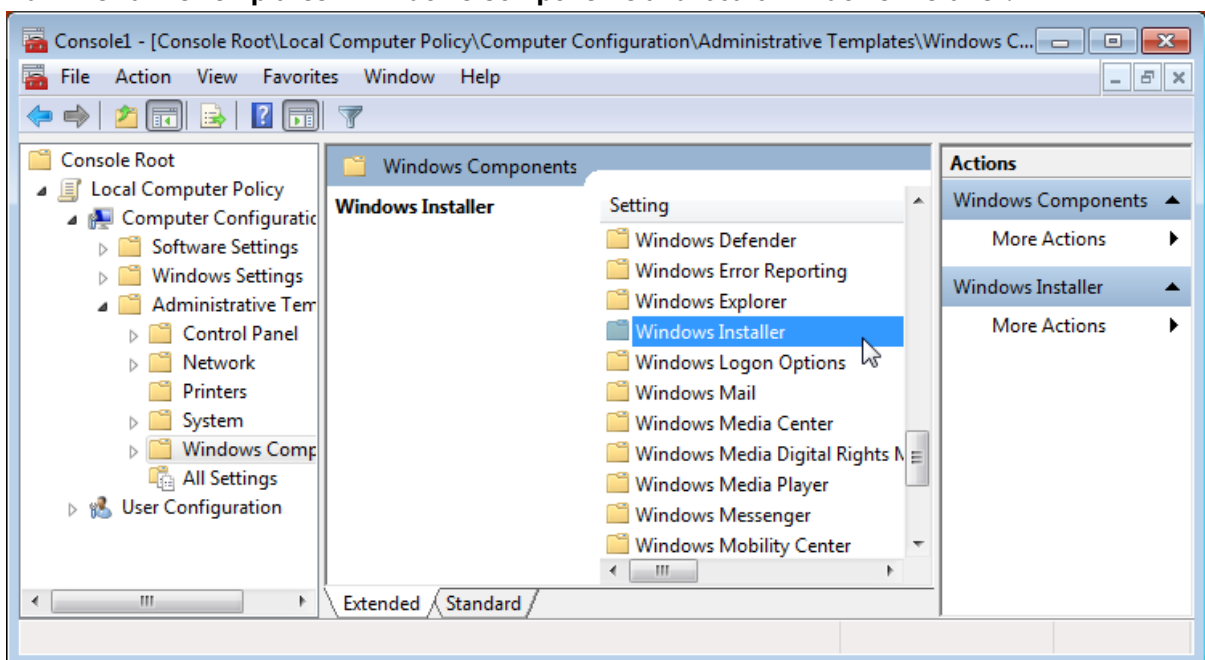 Console1 - [Console Root\Local Computer Policy\Computer Configuration\Administrative Templates\Windows C...
File Action View Favorites Window Help
Console Root
Local Computer Policy
Computer Configuratic
Software Settings
Windows Settings
Administrative Tem
Control Panel
Network
Printers
System
Windows Comp
All Settings
User Configuration
Windows Components
Windows Installer
Setting
Windows Defender
Windows Error Reporting
Windows Explorer
Windows Installer
Windows Logon Options
Windows Mail
Windows Media Center
Windows Media Digital Rights M
Windows Media Player
Windows Messenger
Windows Mobility Center
Extended
Standard
Actions
Windows Components
More Actions
Windows Installer
More Actions